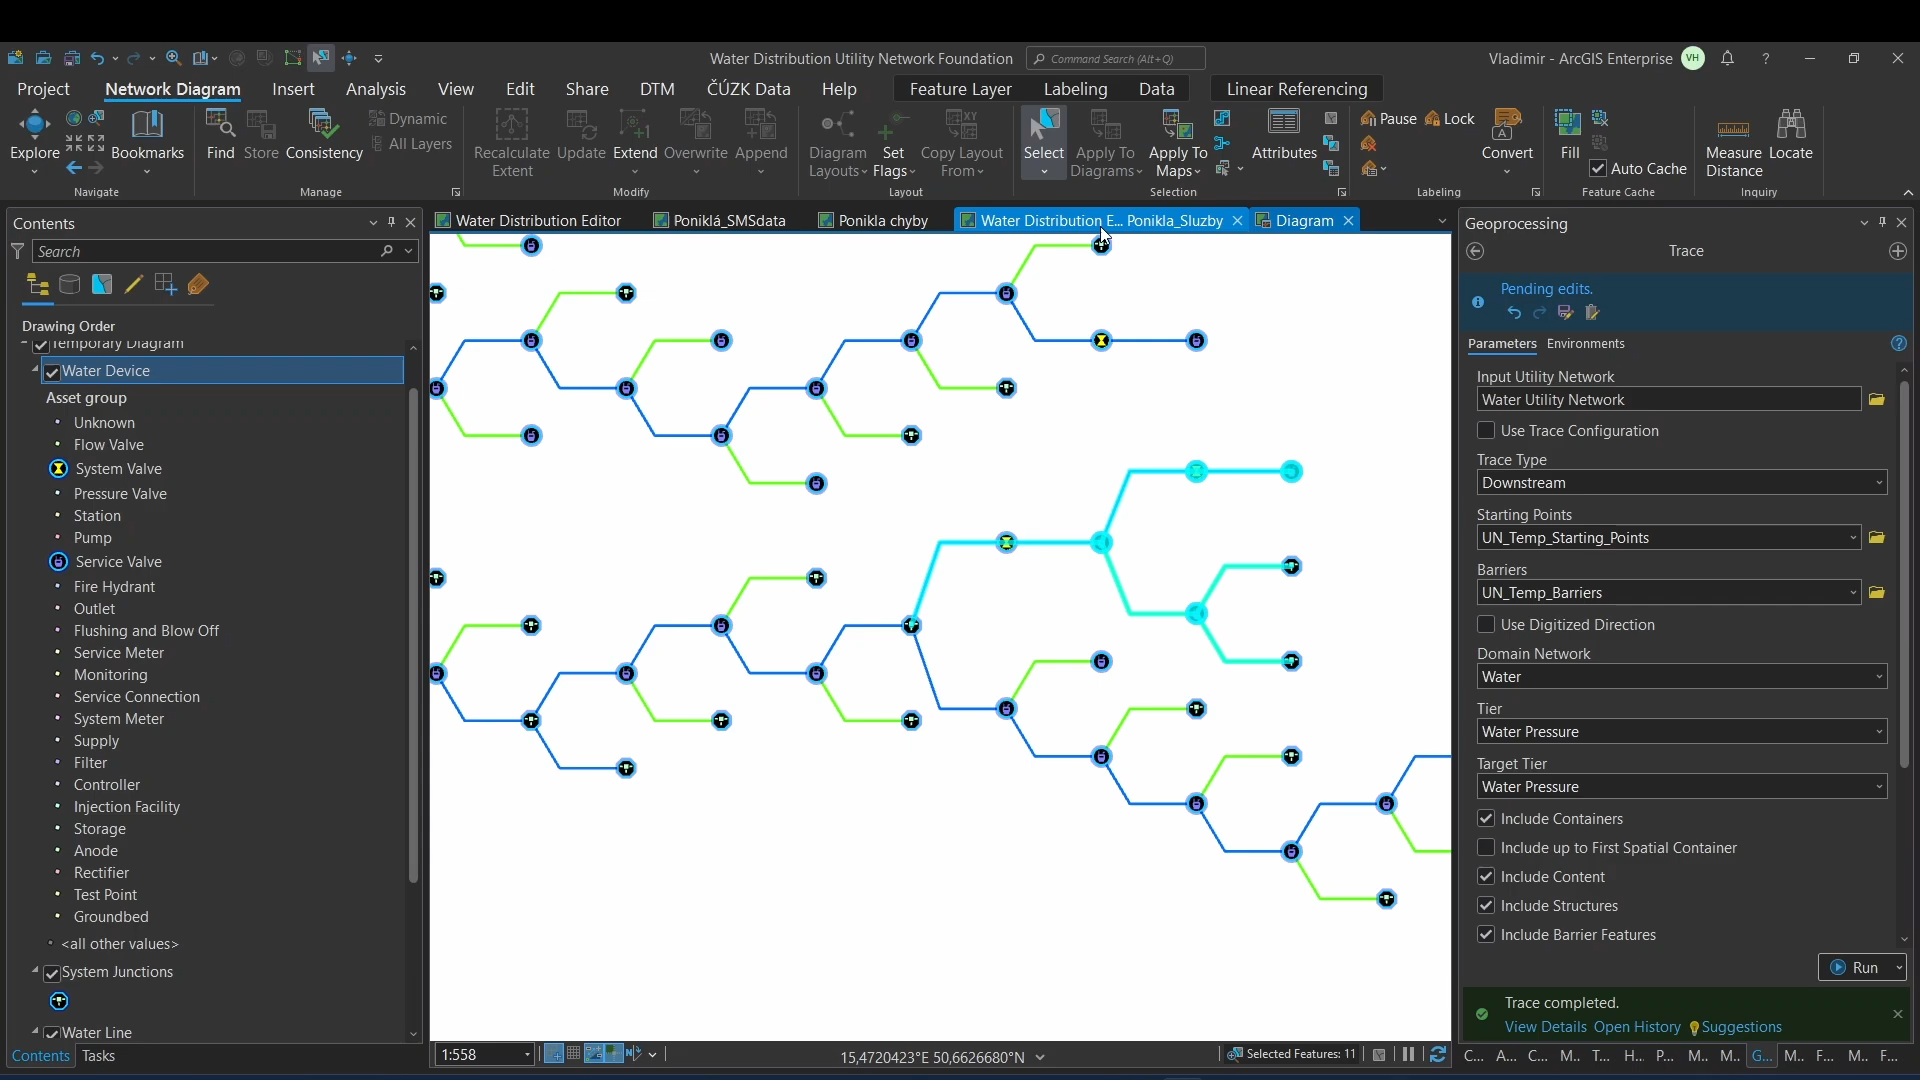 Water Distribution Utility Network Foundation
Command Search (Alt+Q)
Vladimir - ArcGIS Enterprise
VH
?
Project
Network Diagram
Insert
Analysis
View
Edit
Share
DTM
ČÚZK Data
Help
Feature Layer
Labeling
Data
Linear Referencing
Explore
Bookmarks
Navigate
Find
Store
Consistency
Dynamic
All Layers
Manage
Recalculate
Extent
Update
Extend
Overwrite
Append
Modify
Diagram
Layouts
Set
Flags
Copy Layout
From
Layout
Select
Apply To
Diagrams
Apply To
Maps
Attributes
Selection
Pause
Lock
Convert
Labeling
Fill
Auto Cache
Feature Cache
Measure
Distance
Locate
Inquiry
Contents
Search
Drawing Order
Temporary Diagram
Water Device
Asset group
Unknown
Flow Valve
System Valve
Pressure Valve
Station
Pump
Service Valve
Fire Hydrant
Outlet
Flushing and Blow Off
Service Meter
Monitoring
Service Connection
System Meter
Supply
Filter
Controller
Injection Facility
Storage
Anode
Rectifier
Test Point
Groundbed
<all other values>
System Junctions
Water Line
Contents
Tasks
Water Distribution Editor
Poniklá_SMSdata
Ponikla chyby
Water Distribution E... Ponikla_Sluzby
Diagram
1:558
15,4720423°E 50,6626680°N
Selected Features: 11
Geoprocessing
Trace
Pending edits.
Parameters
Environments
Input Utility Network
Water Utility Network
Use Trace Configuration
Trace Type
Downstream
Starting Points
UN_Temp_Starting_Points
Barriers
UN_Temp_Barriers
Use Digitized Direction
Domain Network
Water
Tier
Water Pressure
Target Tier
Water Pressure
Include Containers
Include up to First Spatial Container
Include Content
Include Structures
Include Barrier Features
Run
Trace completed.
View Details Open History Suggestions
C... A... C... M... T... H... P... M... M... G... M... F... M... F...